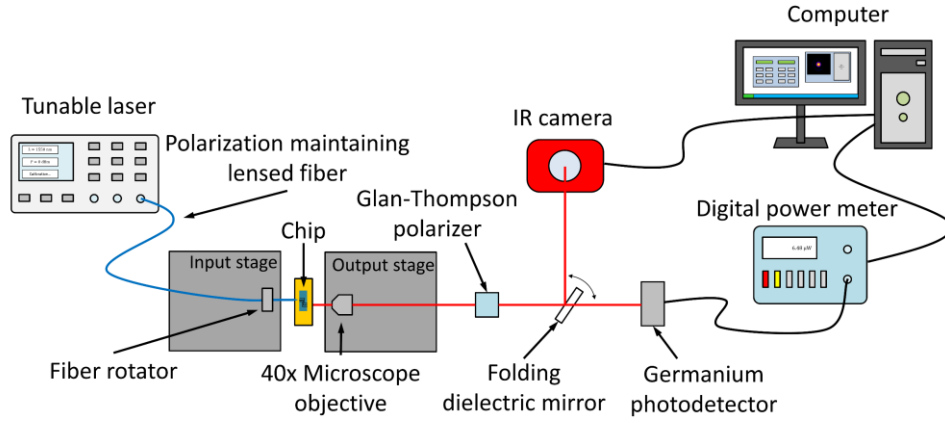 Computer
Tunable laser
IR camera
Polarization maintaining
lensed fiber
Glan-Thompson
polarizer
Digital power meter
Chip
Input stage
Output stage
6.00 µW
Fiber rotator
40x Microscope
objective
Folding
dielectric mirror
Germanium
photodetector